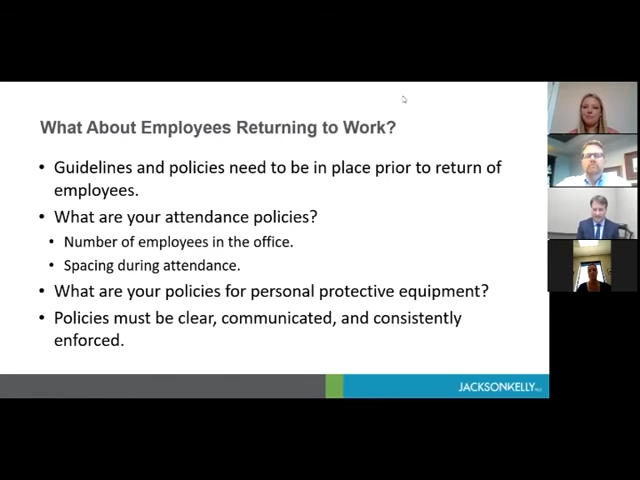 What About Employees Returning to Work?
• Guidelines and policies need to be in place prior to return of
employees.
• What are your attendance policies?
• Number of employees in the office.
• Spacing during attendance.
• What are your policies for personal protective equipment?
• Policies must be clear, communicated, and consistently
enforced.
JACKSONKELLY